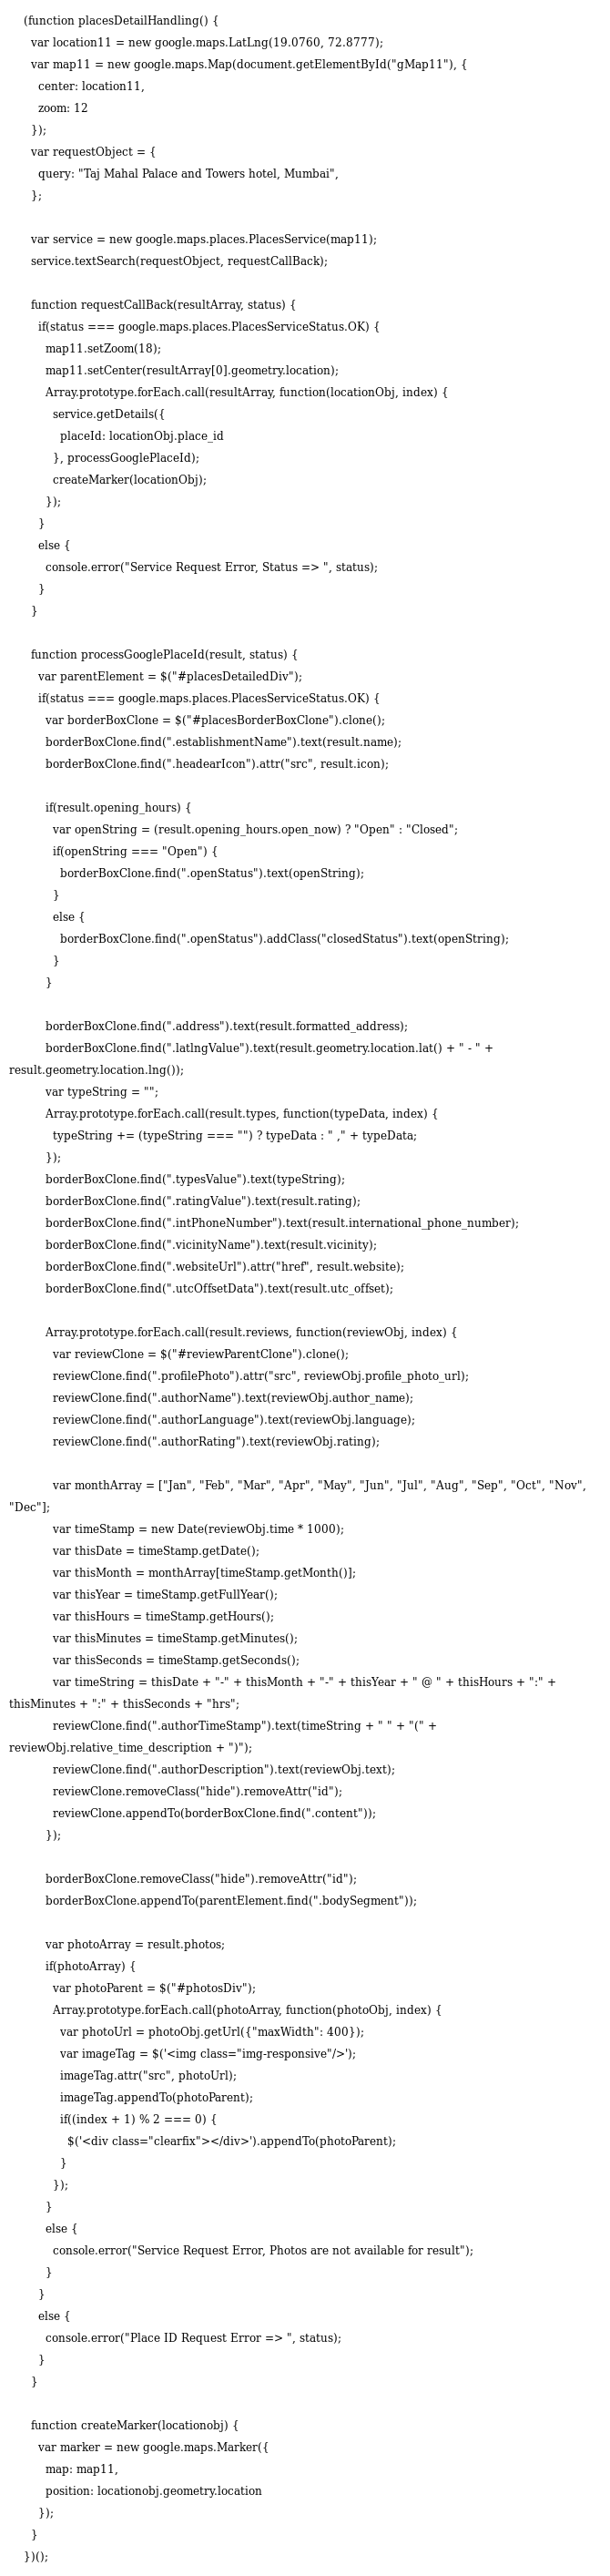 (function placesDetailHandling() {
var location11 = new google.maps.LatLng(19.0760, 72.8777);
var map11 = new google.maps.Map(document.getElementById("gMap11"), {
center: location11,
zoom: 12
});
var requestObject = {
query: "Taj Mahal Palace and Towers hotel, Mumbai",
};
var service = new google.maps.places.PlacesService(map11);
service.textSearch(requestObject, requestCallBack);
function requestCallBack(resultArray, status) {
if(status === google.maps.places.PlacesServiceStatus.OK) {
map11.setZoom(18);
map11.setCenter(resultArray[0].geometry.location);
Array.prototype.forEach.call(resultArray, function(locationObj, index) {
service.getDetails({
placeId: locationObj.place_id
}, processGooglePlaceId);
createMarker(locationObj);
});
}
else {
console.error("Service Request Error, Status => ", status);
}
}
function processGooglePlaceId(result, status) {
var parentElement = $("#placesDetailedDiv");
if(status === google.maps.places.PlacesServiceStatus.OK) {
var borderBoxClone = $("#placesBorderBoxClone").clone();
borderBoxClone.find(".establishmentName").text(result.name);
borderBoxClone.find(".headearIcon").attr("src", result.icon);
if(result.opening_hours) {
var openString = (result.opening_hours.open_now) ? "Open" : "Closed";
if(openString === "Open") {
borderBoxClone.find(".openStatus").text(openString);
}
else {
borderBoxClone.find(".openStatus").addClass("closedStatus").text(openString);
}
}
borderBoxClone.find(".address").text(result.formatted_address);
borderBoxClone.find(".latlngValue").text(result.geometry.location.lat() + " - " +
result.geometry.location.lng());
var typeString = "";
Array.prototype.forEach.call(result.types, function(typeData, index) {
typeString += (typeString === "") ? typeData : " ," + typeData;
});
borderBoxClone.find(".typesValue").text(typeString);
borderBoxClone.find(".ratingValue").text(result.rating);
borderBoxClone.find(".intPhoneNumber").text(result.international_phone_number);
borderBoxClone.find(".vicinityName").text(result.vicinity);
borderBoxClone.find(".websiteUrl").attr("href", result.website);
borderBoxClone.find(".utcOffsetData").text(result.utc_offset);
Array.prototype.forEach.call(result.reviews, function(reviewObj, index) {
var reviewClone = $("#reviewParentClone").clone();
reviewClone.find(".profilePhoto").attr("src", reviewObj.profile_photo_url);
reviewClone.find(".authorName").text(reviewObj.author_name);
reviewClone.find(".authorLanguage").text(reviewObj.language);
reviewClone.find(".authorRating").text(reviewObj.rating);
var monthArray = ["Jan", "Feb", "Mar", "Apr", "May", "Jun", "Jul", "Aug", "Sep", "Oct", "Nov",
"Dec"];
var timeStamp = new Date(reviewObj.time * 1000);
var thisDate = timeStamp.getDate();
var thisMonth = monthArray[timeStamp.getMonth()];
var thisYear = timeStamp.getFullYear();
var thisHours = timeStamp.getHours();
var thisMinutes = timeStamp.getMinutes();
var thisSeconds = timeStamp.getSeconds();
var timeString = thisDate + "-" + thisMonth + "-" + thisYear + " @ " + thisHours + ":" +
thisMinutes + ":" + thisSeconds + "hrs";
reviewClone.find(".authorTimeStamp").text(timeString + " " + "(" +
reviewObj.relative_time_description + ")");
reviewClone.find(".authorDescription").text(reviewObj.text);
reviewClone.removeClass("hide").removeAttr("id");
reviewClone.appendTo(borderBoxClone.find(".content"));
});
borderBoxClone.removeClass("hide").removeAttr("id");
borderBoxClone.appendTo(parentElement.find(".bodySegment"));
var photoArray = result.photos;
if(photoArray) {
var photoParent = $("#photosDiv");
Array.prototype.forEach.call(photoArray, function(photoObj, index) {
var photoUrl = photoObj.getUrl({"maxWidth": 400});
var imageTag = $('<img class="img-responsive"/>');
imageTag.attr("src", photoUrl);
imageTag.appendTo(photoParent);
if((index + 1) % 2 === 0) {
$('<div class="clearfix"></div>').appendTo(photoParent);
}
});
}
else {
console.error("Service Request Error, Photos are not available for result");
}
}
else {
console.error("Place ID Request Error => ", status);
}
}
function createMarker(locationobj) {
var marker = new google.maps.Marker({
map: map11,
position: locationobj.geometry.location
});
}
})();